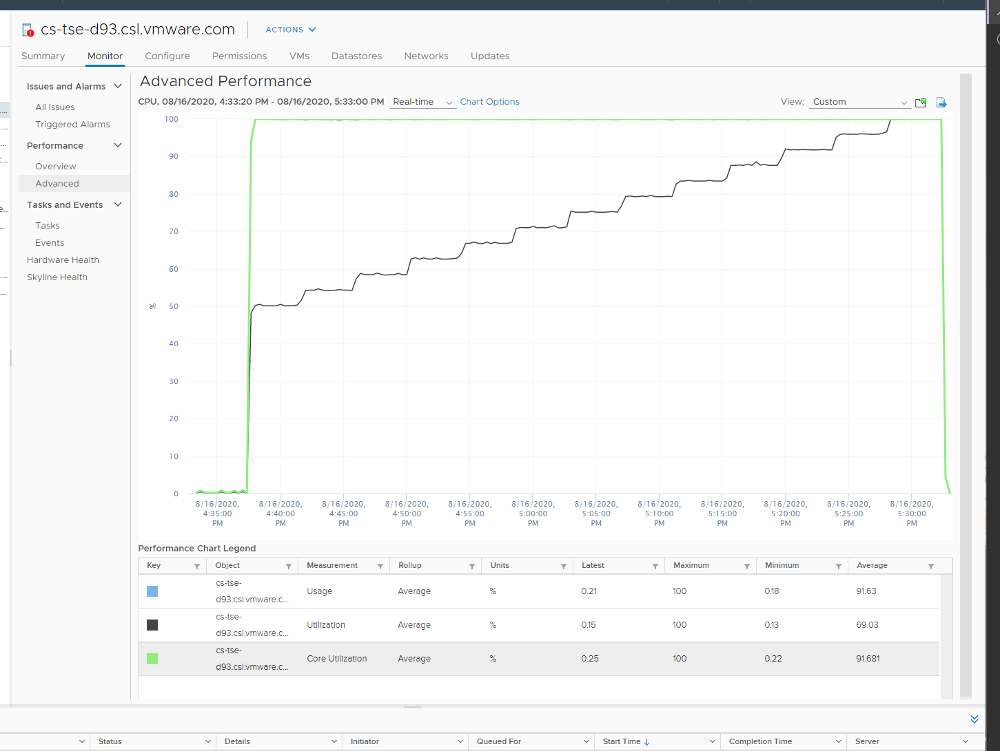 cs-tse-d93.csl.vmware.com
ACTIONS
Summary Monitor Configure Permissions VMs Datastores Networks Updates
Issues and Alarms
All Issues
Triggered Alarms
Performance
Overview
Advanced
Tasks and Events
Tasks
Events
Hardware Health
Skyline Health
Advanced Performance
CPU, 08/16/2020, 4:33:20 PM - 08/16/2020, 5:33:00 PM Real-time Chart Options View: Custom
100
90
80
70
60
50
40
30
20
10
0
%
8/16/2020, 8/16/2020, 8/16/2020, 8/16/2020, 8/16/2020, 8/16/2020, 8/16/2020, 8/16/2020, 8/16/2020, 8/16/2020, 8/16/2020, 8/16/2020,
4:35:00 4:40:00 4:45:00 4:50:00 4:55:00 5:00:00 5:05:00 5:10:00 5:15:00 5:20:00 5:25:00 5:30:00
PM PM PM PM PM PM PM PM PM PM PM PM
Performance Chart Legend
Key Object Measurement Rollup Units Latest Maximum Minimum Average
cs-tse-
d93.csl.vmware.c... Usage Average % 0.21 100 0.18 91.63
cs-tse-
d93.csl.vmware.c... Utilization Average % 0.15 100 0.13 69.03
cs-tse-
d93.csl.vmware.c... Core Utilization Average % 0.25 100 0.22 91.681
Status Details Initiator Queued For Start Time Completion Time Server